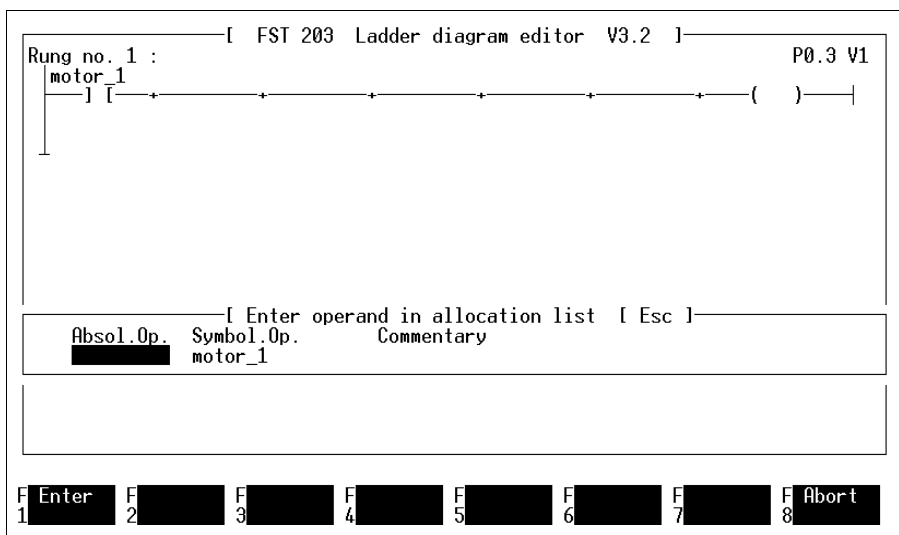 [ FST 203 Ladder diagram editor V3.2 ]
Rung no. 1 : P0.3 V1
motor_1
] [ ( )
[ Enter operand in allocation list [ Esc ]
Absol.Op. Symbol.Op. Commentary
motor_1
F1 Enter F2 F3 F4 F5 F6 F7 F8 Abort